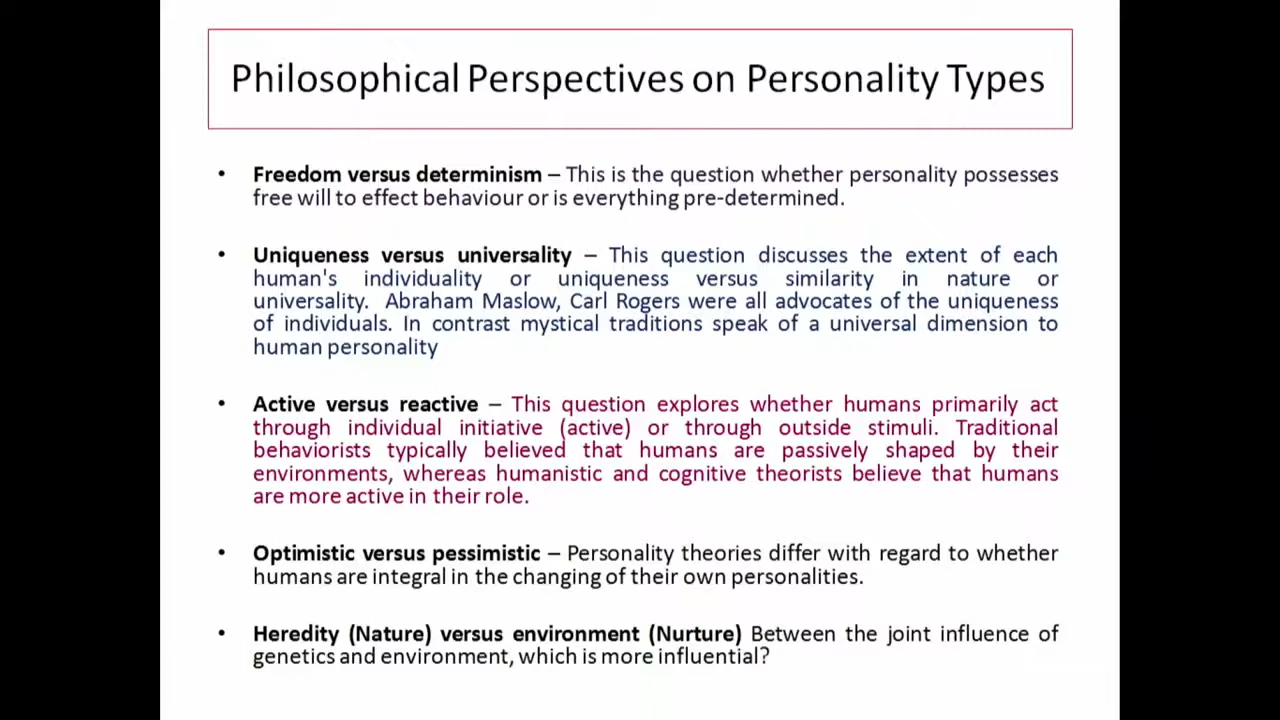 Philosophical Perspectives on Personality Types
• Freedom versus determinism – This is the question whether personality possesses
free will to effect behaviour or is everything pre-determined.
• Uniqueness versus universality – This question discusses the extent of each
human's individuality or uniqueness versus similarity in nature or
universality. Abraham Maslow, Carl Rogers were all advocates of the uniqueness
of individuals. In contrast mystical traditions speak of a universal dimension to
human personality
• Active versus reactive – This question explores whether humans primarily act
through individual initiative (active) or through outside stimuli. Traditional
behaviorists typically believed that humans are passively shaped by their
environments, whereas humanistic and cognitive theorists believe that humans
are more active in their role.
• Optimistic versus pessimistic – Personality theories differ with regard to whether
humans are integral in the changing of their own personalities.
• Heredity (Nature) versus environment (Nurture) Between the joint influence of
genetics and environment, which is more influential?